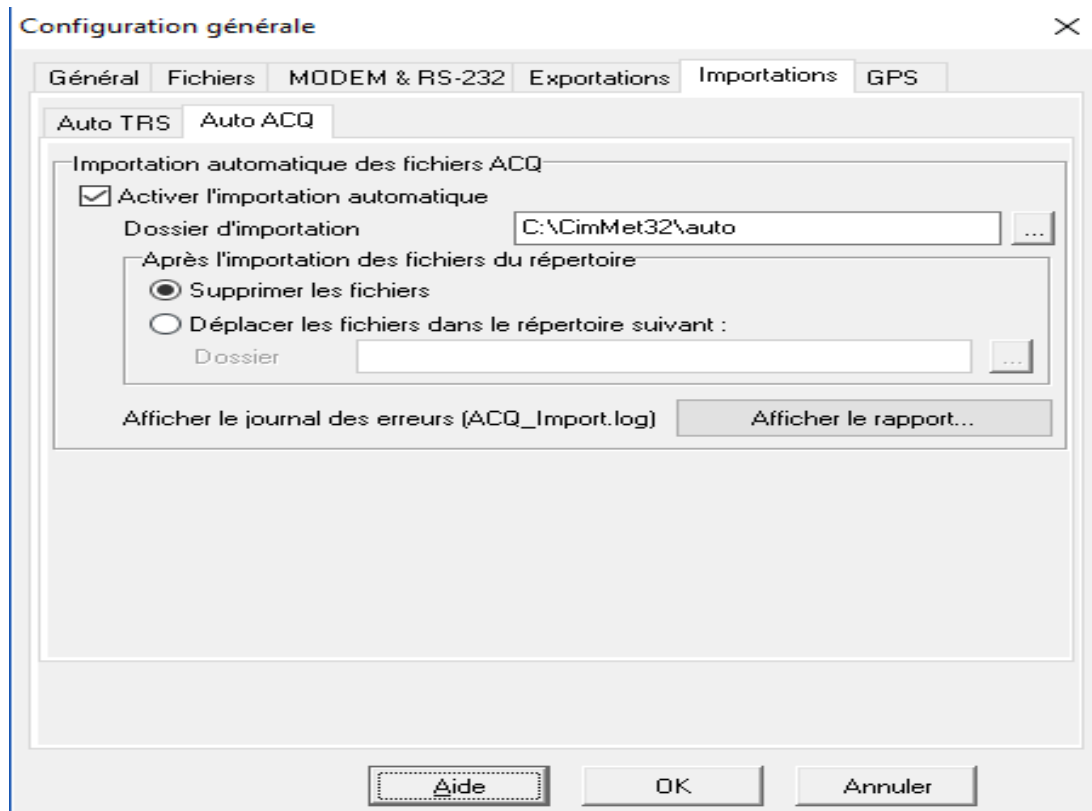 Configuration générale
Général Fichiers MODEM & RS-232 Exportations Importations GPS
Auto TRS Auto ACQ
Importation automatique des fichiers ACQ
Activer l'importation automatique
Dossier d'importation C:\CimMet32\auto ...
Après l'importation des fichiers du répertoire
Supprimer les fichiers
Déplacer les fichiers dans le répertoire suivant :
Dossier ...
Afficher le journal des erreurs (ACQ_Import.log) Afficher le rapport...
Aide OK Annuler